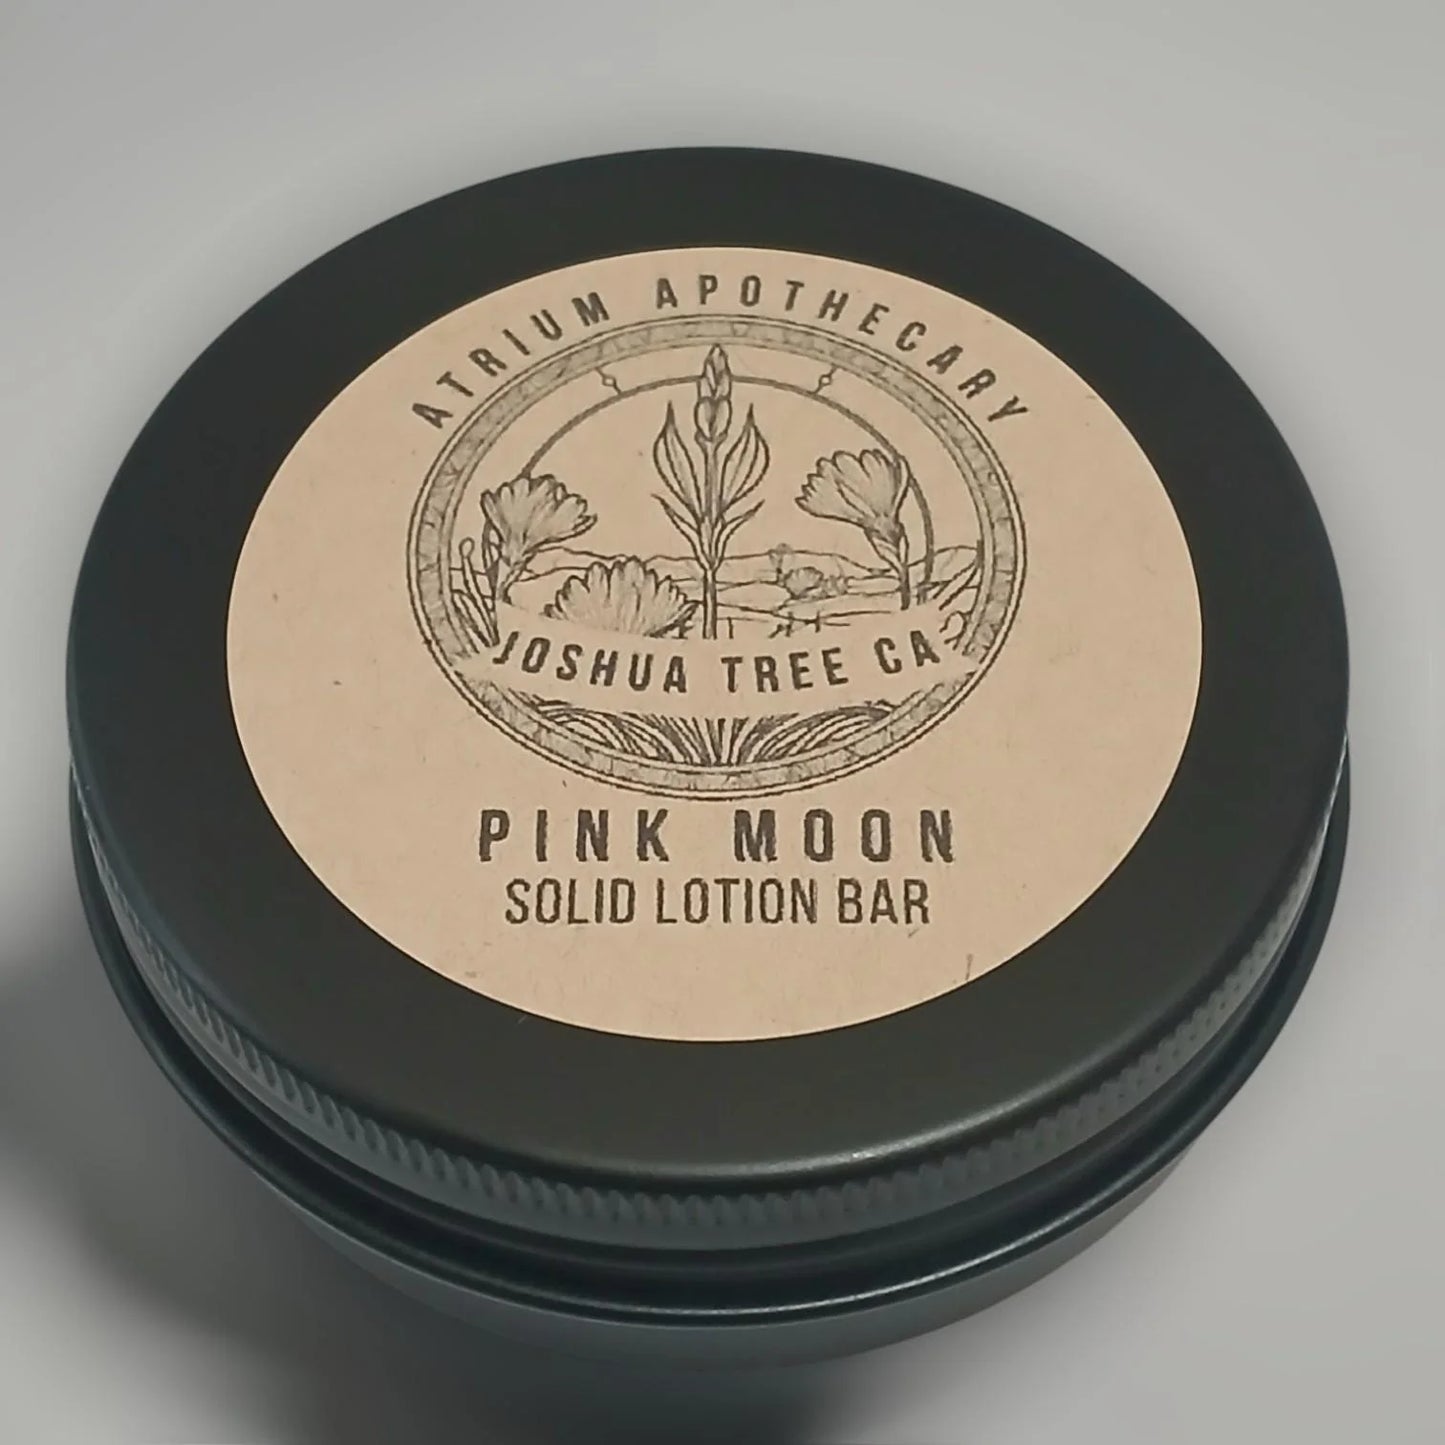 ATRIUM APOTHECARY
JOSHUA TREE CA
PINK MOON
SOLID LOTION BAR